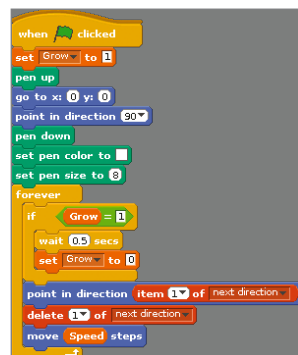 when clicked
set Grow to 1
pen up
go to x: 0 y: 0
point in direction 90
pen down
set pen color to
set pen size to 8
forever
if Grow = 1
wait 0.5 secs
set Grow to 0
point in direction item 1 of next direction
delete 1 of next direction
move Speed steps